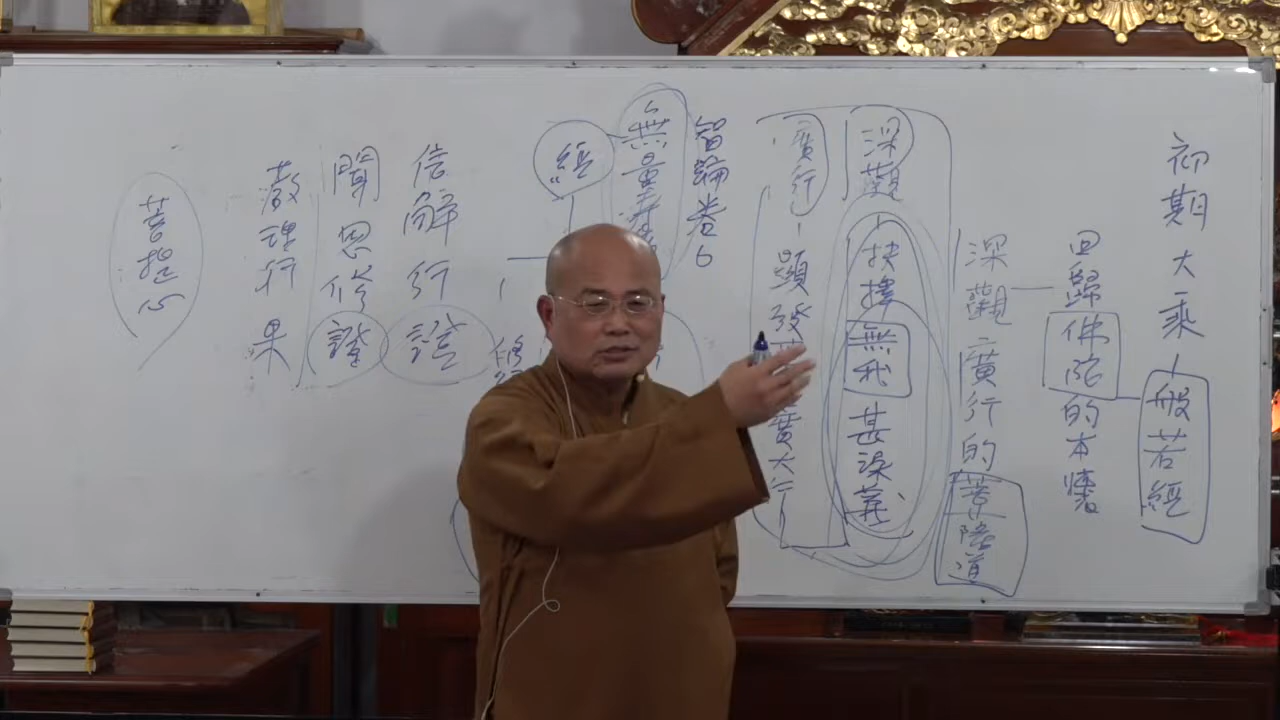 初期大乘—般若經
回歸佛陀的本懷
深觀廣行的菩薩道
深觀—抉擇無我甚深義
廣行—顯發
廣大行
智論卷6
無量義
經
信解行證
聞思修證
教理行果
菩提心